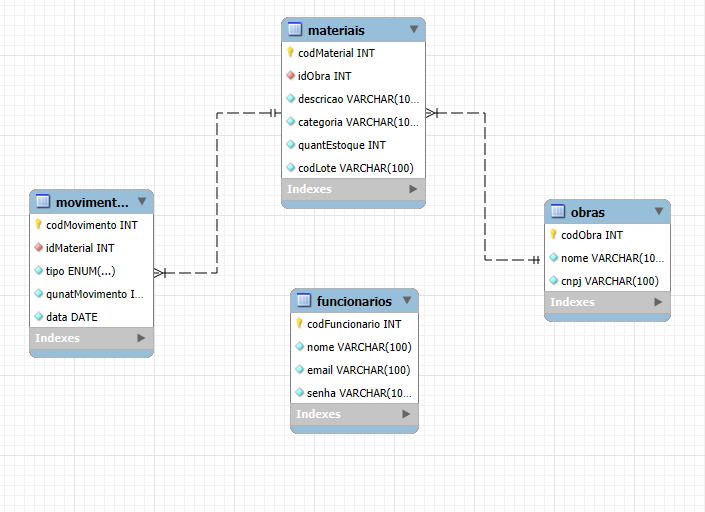 materiais
codMaterial INT
idObra INT
descricao VARCHAR(10...
categoria VARCHAR(10...
quantEstoque INT
codLote VARCHAR(100)
Indexes
moviment...
codMovimento INT
idMaterial INT
tipo ENUM(...)
qunatMovimento I...
data DATE
Indexes
obras
codObra INT
nome VARCHAR(10...
cnpj VARCHAR(100)
Indexes
funcionarios
codFuncionario INT
nome VARCHAR(100)
email VARCHAR(100)
senha VARCHAR(10...
Indexes